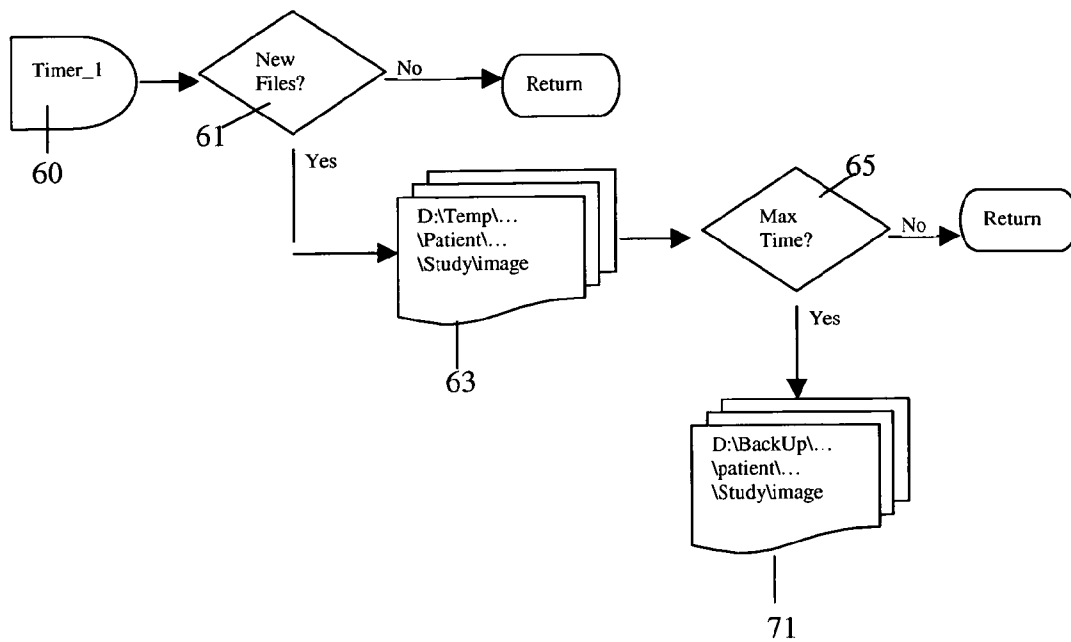 Timer_1
60
New
Files?
61
No
Return
Yes
D:\Temp\...
\Patient\...
\Study\image
63
65
Max
Time?
No
Return
Yes
D:\BackUp\...
\patient\...
\Study\image
71